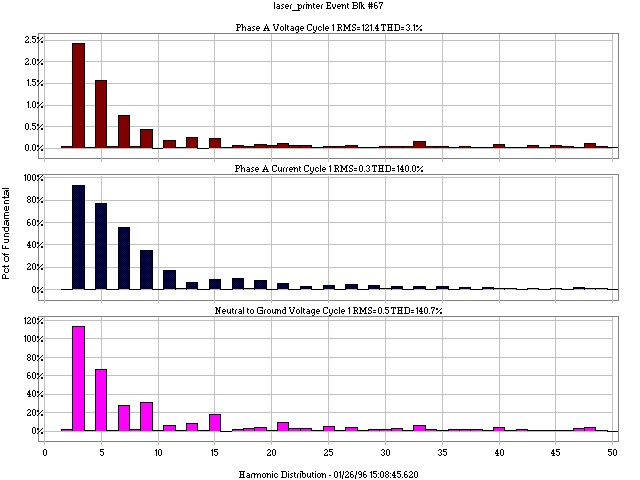 laser_printer Event Blk #67
Phase A Voltage Cycle 1 RMS=121.4 THD=3.1%
2.5%
2.0%
1.5%
1.0%
0.5%
0.0%
Phase A Current Cycle 1 RMS=0.3 THD=140.0%
100%
80%
60%
40%
20%
0%
Pct of Fundamental
Neutral to Ground Voltage Cycle 1 RMS=0.5 THD=140.7%
120%
100%
80%
60%
40%
20%
0%
0 5 10 15 20 25 30 35 40 45 50
Harmonic Distribution - 01/26/96 15:08:45.620